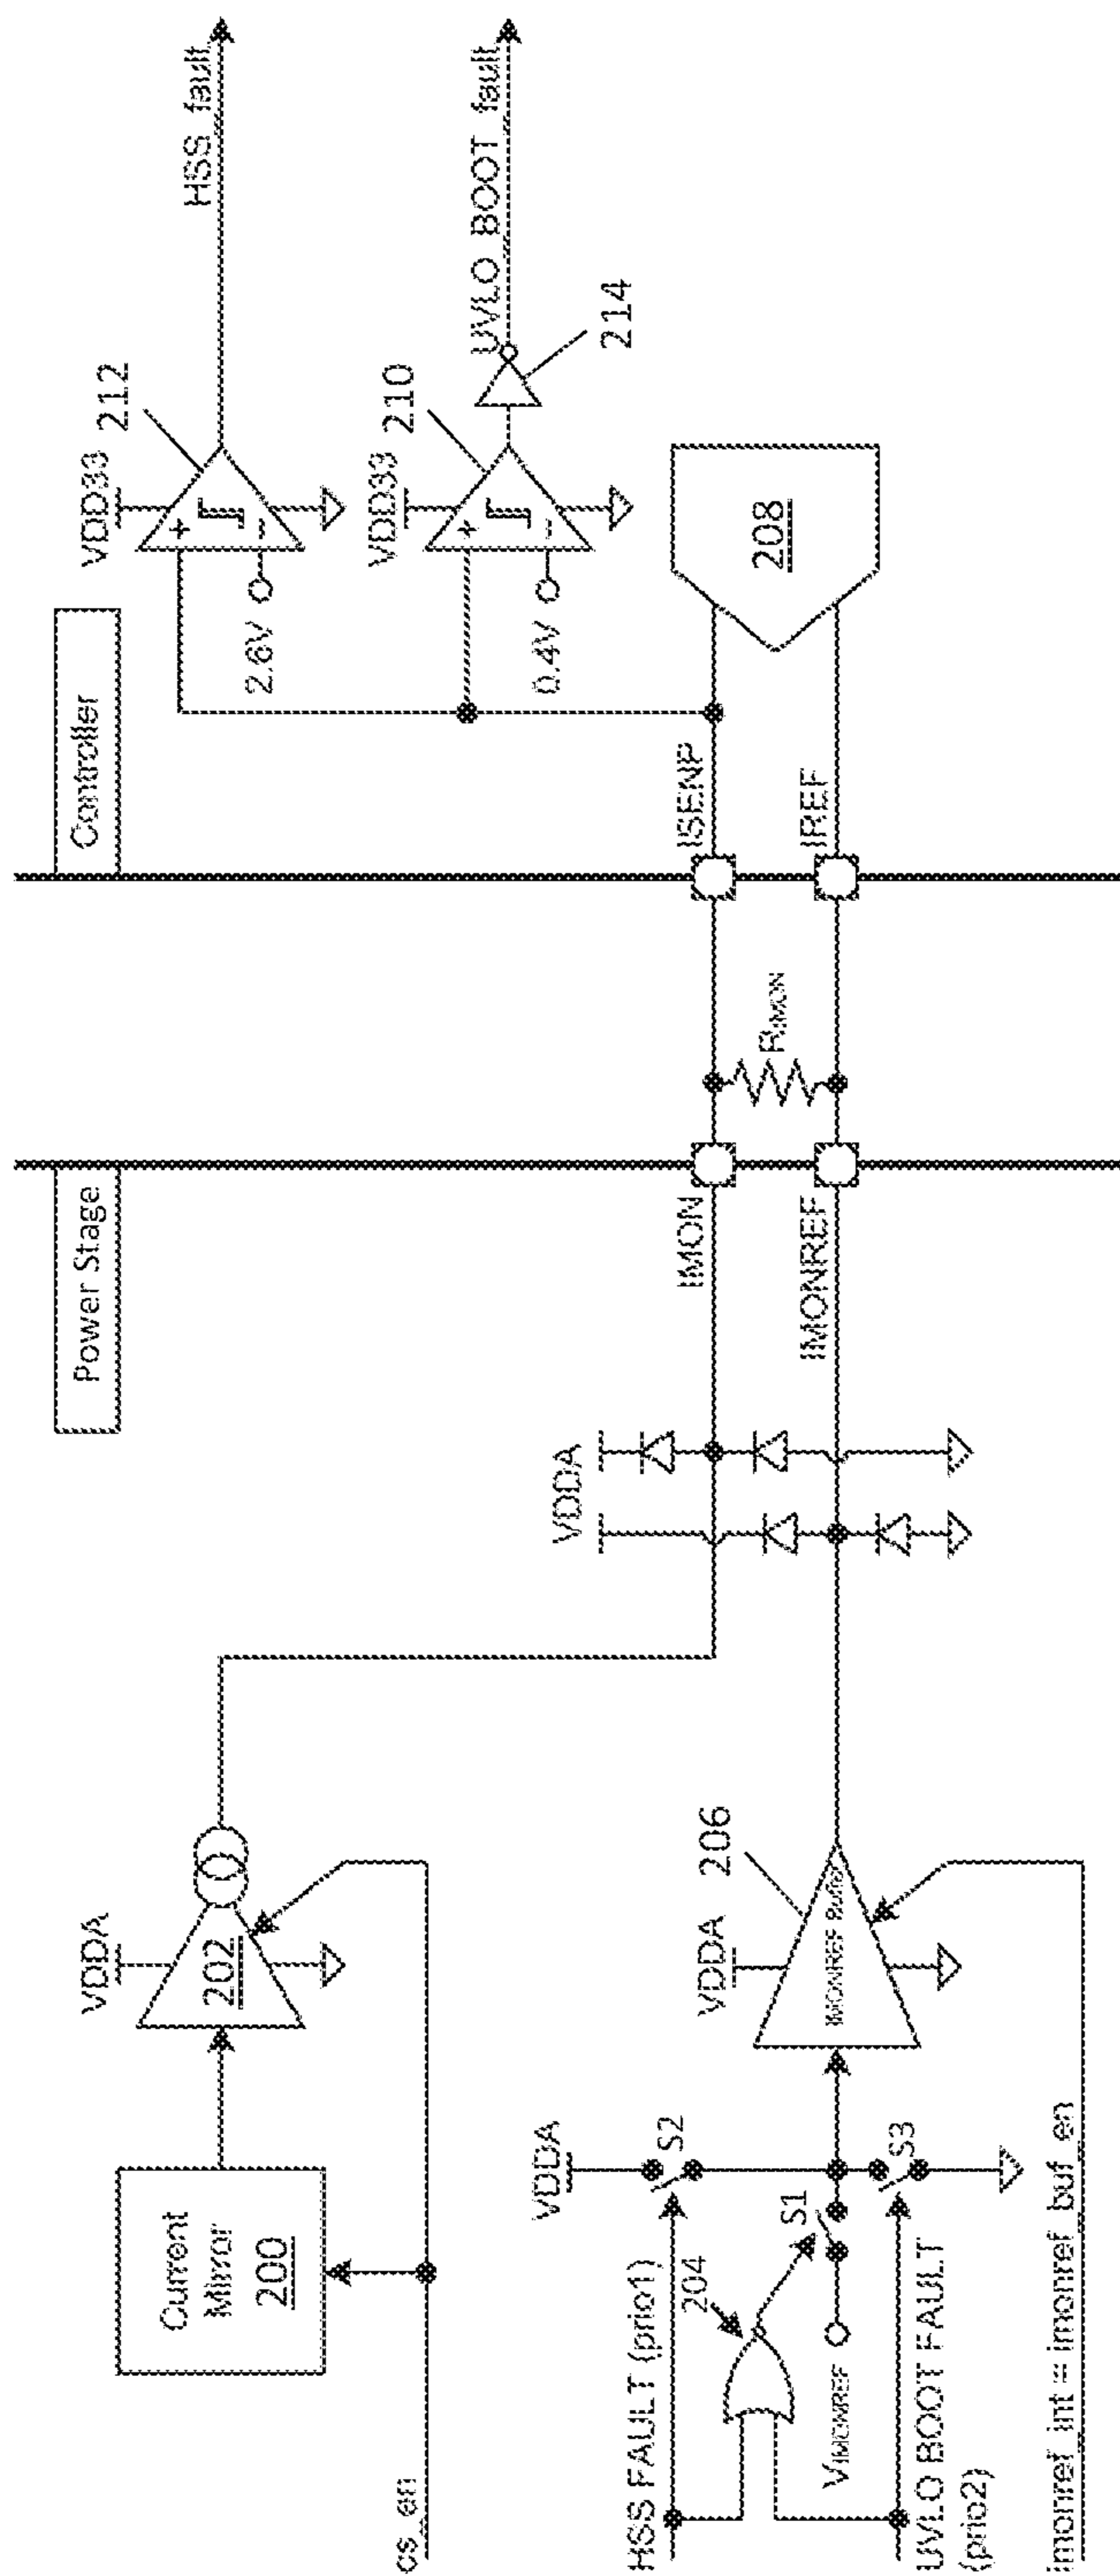 Power Stage
Controller
Current
Mirror
200
VDDA
202
cs_en
VDD33
212
HSS_fault
2.6V
VDD33
210
UVLO_BOOT_fault
0.4V
214
VDDA
IMON
ISENP
208
RIMON
IMONREF
IREF
HSS FAULT (prio1)
VDDA
S2
204
S1
VIMONREF
S3
UVLO BOOT FAULT
(prio2)
VDDA
206
IMONREF Buffer
imonref_int = imonref_buf_en